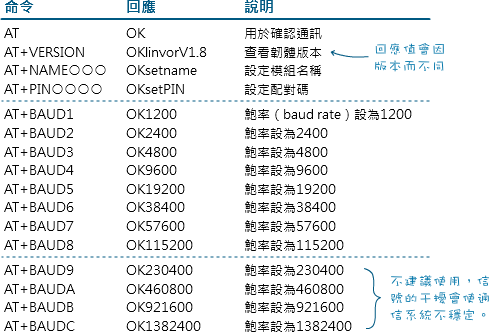 命令 回應 說明
AT OK 用於確認通訊
AT+VERSION OKlinvorV1.8 查看韌體版本
回應值會因
版本而不同
AT+NAME○○○ OKsetname 設定模組名稱
AT+PIN○○○○ OKsetPIN 設定配對碼
AT+BAUD1 OK1200 鮑率（baud rate）設為1200
AT+BAUD2 OK2400 鮑率設為2400
AT+BAUD3 OK4800 鮑率設為4800
AT+BAUD4 OK9600 鮑率設為9600
AT+BAUD5 OK19200 鮑率設為19200
AT+BAUD6 OK38400 鮑率設為38400
AT+BAUD7 OK57600 鮑率設為57600
AT+BAUD8 OK115200 鮑率設為115200
AT+BAUD9 OK230400 鮑率設為230400
AT+BAUDA OK460800 鮑率設為460800
AT+BAUDB OK921600 鮑率設為921600
AT+BAUDC OK1382400 鮑率設為1382400
不建議使用，信
號的干擾會使通
信系統不穩定。